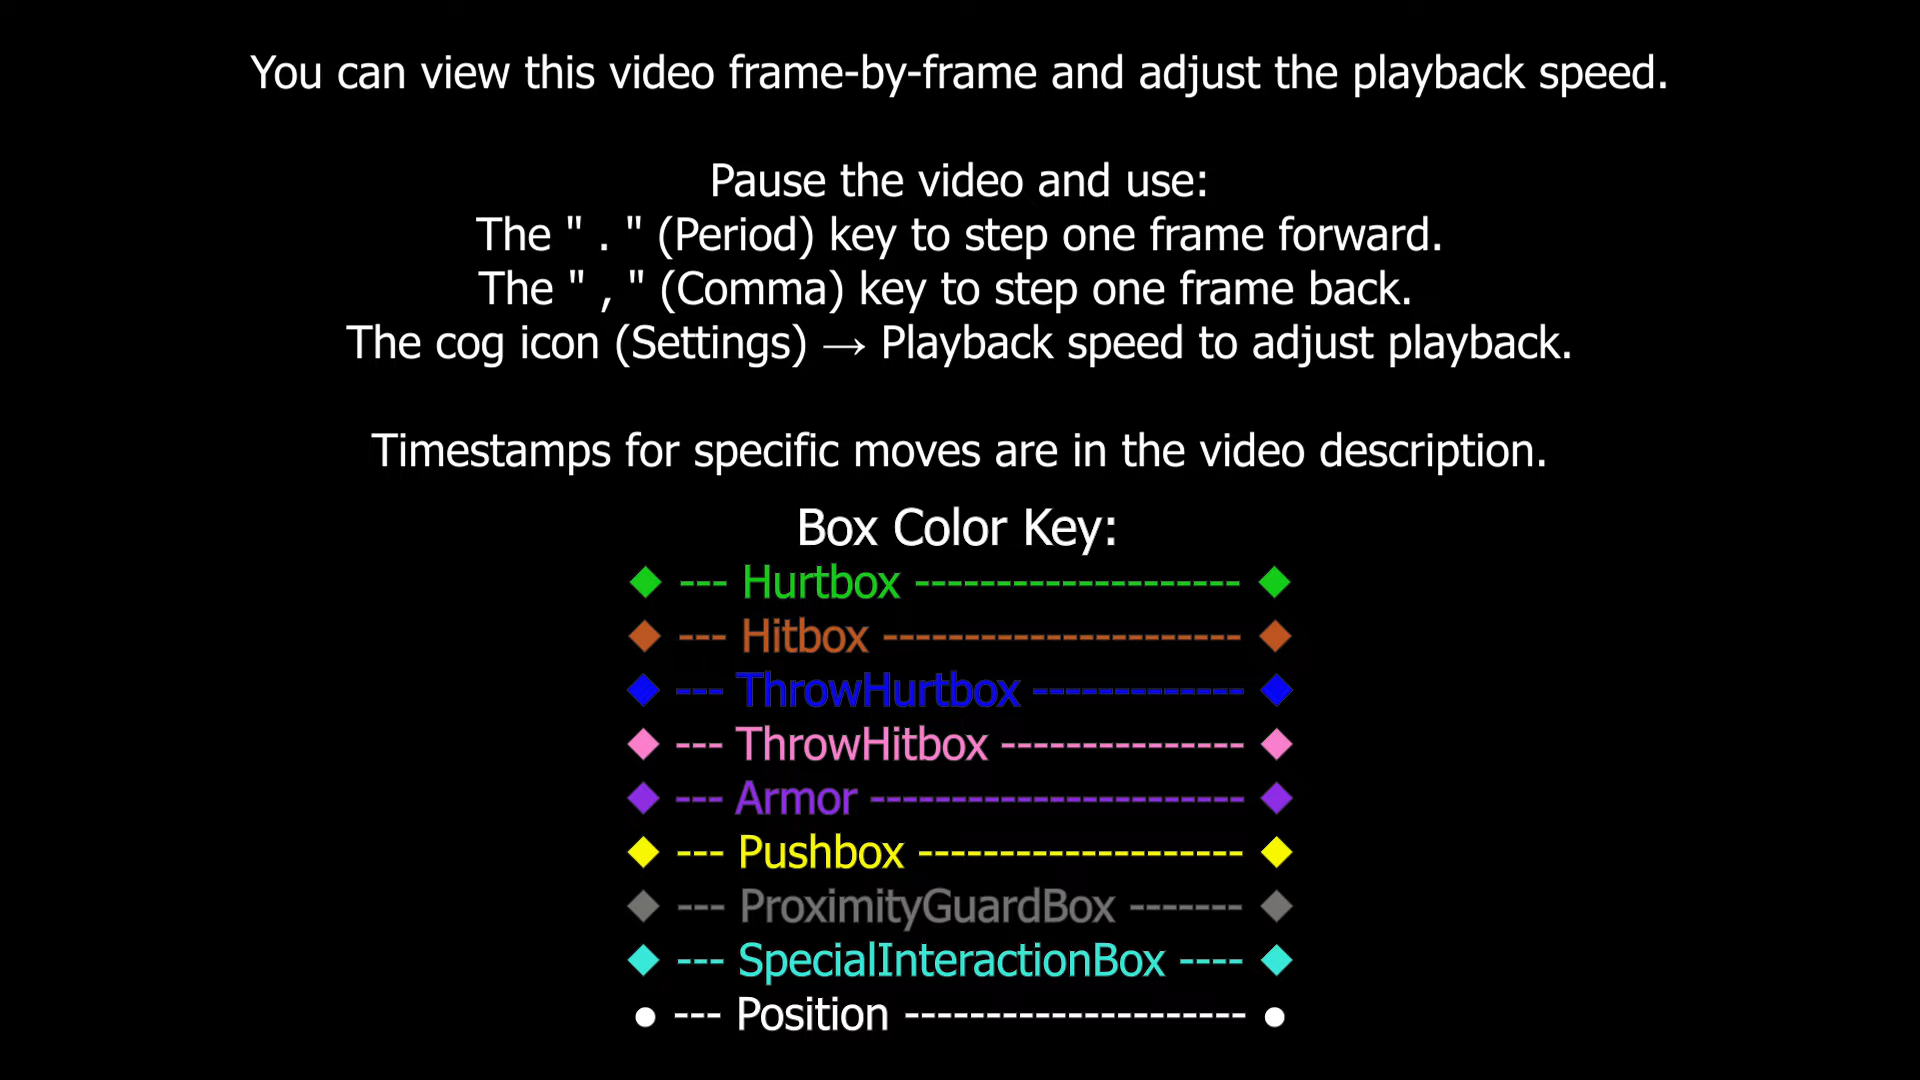 You can view this video frame-by-frame and adjust the playback speed.
Pause the video and use:
The " . " (Period) key to step one frame forward.
The " , " (Comma) key to step one frame back.
The cog icon (Settings) → Playback speed to adjust playback.
Timestamps for specific moves are in the video description.
Box Color Key:
◆ --- Hurtbox -------------------- ◆
◆ --- Hitbox ---------------------- ◆
◆ --- ThrowHurtbox ------------- ◆
◆ --- ThrowHitbox --------------- ◆
◆ --- Armor ----------------------- ◆
◆ --- Pushbox -------------------- ◆
◆ --- ProximityGuardBox ------- ◆
◆ --- SpecialInteractionBox ---- ◆
● --- Position --------------------- ●